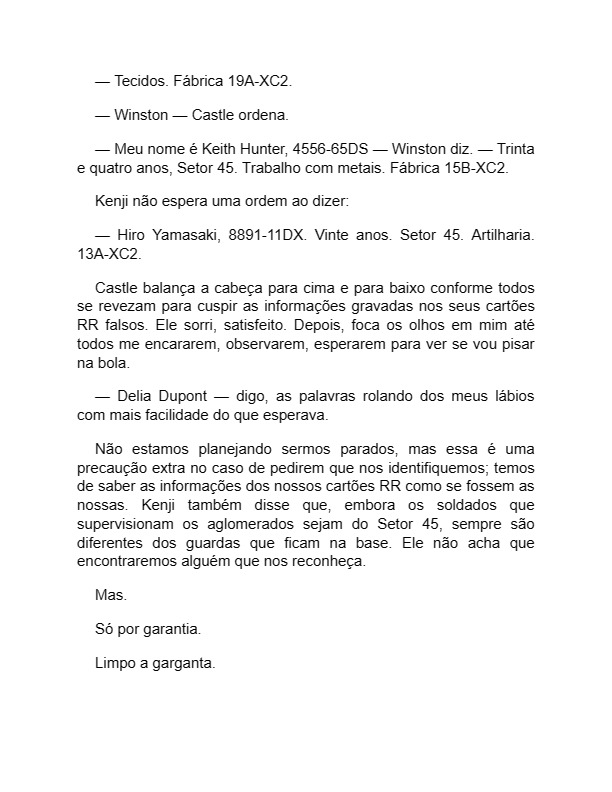 — Tecidos. Fábrica 19A-XC2.
— Winston — Castle ordena.
— Meu nome é Keith Hunter, 4556-65DS — Winston diz. — Trinta
e quatro anos, Setor 45. Trabalho com metais. Fábrica 15B-XC2.
Kenji não espera uma ordem ao dizer:
— Hiro Yamasaki, 8891-11DX. Vinte anos. Setor 45. Artilharia.
13A-XC2.
Castle balança a cabeça para cima e para baixo conforme todos
se revezam para cuspir as informações gravadas nos seus cartões
RR falsos. Ele sorri, satisfeito. Depois, foca os olhos em mim até
todos me encararem, observarem, esperarem para ver se vou pisar
na bola.
— Delia Dupont — digo, as palavras rolando dos meus lábios
com mais facilidade do que esperava.
Não estamos planejando sermos parados, mas essa é uma
precaução extra no caso de pedirem que nos identifiquemos; temos
de saber as informações dos nossos cartões RR como se fossem as
nossas. Kenji também disse que, embora os soldados que
supervisionam os aglomerados sejam do Setor 45, sempre são
diferentes dos guardas que ficam na base. Ele não acha que
encontraremos alguém que nos reconheça.
Mas.
Só por garantia.
Limpo a garganta.